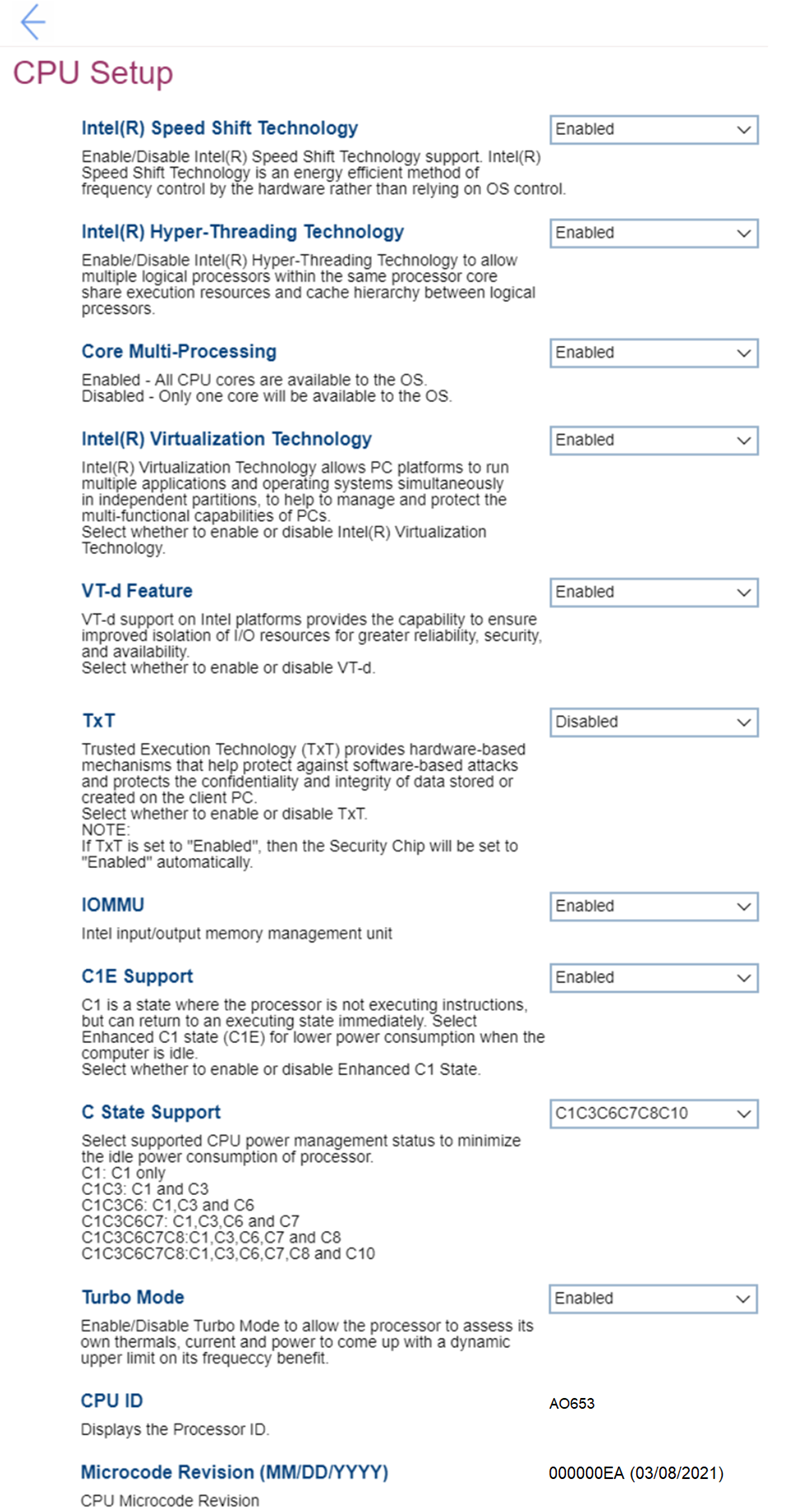 CPU Setup
Intel(R) Speed Shift Technology
Enabled
Enable/Disable Intel(R) Speed Shift Technology support. Intel(R)
Speed Shift Technology is an energy efficient method of
frequency control by the hardware rather than relying on OS control.
Intel(R) Hyper-Threading Technology
Enabled
Enable/Disable Intel(R) Hyper-Threading Technology to allow
multiple logical processors within the same processor core
share execution resources and cache hierarchy between logical
prcessors.
Core Multi-Processing
Enabled
Enabled - All CPU cores are available to the OS.
Disabled - Only one core will be available to the OS.
Intel(R) Virtualization Technology
Enabled
Intel(R) Virtualization Technology allows PC platforms to run
multiple applications and operating systems simultaneously
in independent partitions, to help to manage and protect the
multi-functional capabilities of PCs.
Select whether to enable or disable Intel(R) Virtualization
Technology.
VT-d Feature
Enabled
VT-d support on Intel platforms provides the capability to ensure
improved isolation of I/O resources for greater reliability, security,
and availability.
Select whether to enable or disable VT-d.
TxT
Disabled
Trusted Execution Technology (TxT) provides hardware-based
mechanisms that help protect against software-based attacks
and protects the confidentiality and integrity of data stored or
created on the client PC.
Select whether to enable or disable TxT.
NOTE:
If TxT is set to "Enabled", then the Security Chip will be set to
"Enabled" automatically.
IOMMU
Enabled
Intel input/output memory management unit
C1E Support
Enabled
C1 is a state where the processor is not executing instructions,
but can return to an executing state immediately. Select
Enhanced C1 state (C1E) for lower power consumption when the
computer is idle.
Select whether to enable or disable Enhanced C1 State.
C State Support
C1C3C6C7C8C10
Select supported CPU power management status to minimize
the idle power consumption of processor.
C1: C1 only
C1C3: C1 and C3
C1C3C6: C1,C3 and C6
C1C3C6C7: C1,C3,C6 and C7
C1C3C6C7C8:C1,C3,C6,C7 and C8
C1C3C6C7C8:C1,C3,C6,C7,C8 and C10
Turbo Mode
Enabled
Enable/Disable Turbo Mode to allow the processor to assess its
own thermals, current and power to come up with a dynamic
upper limit on its frequeccy benefit.
CPU ID
AO653
Displays the Processor ID.
Microcode Revision (MM/DD/YYYY)
000000EA (03/08/2021)
CPU Microcode Revision